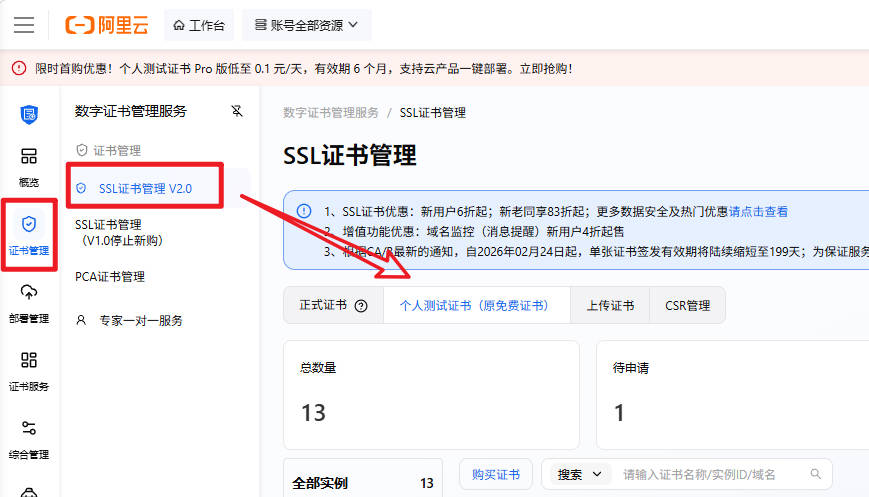 阿里云
工作台
账号全部资源
限时首购优惠！个人测试证书 Pro 版低至 0.1 元/天，有效期 6 个月，支持云产品一键部署。立即抢购！
数字证书管理服务
证书管理
SSL证书管理 V2.0
SSL证书管理
（V1.0停止新购）
PCA证书管理
专家一对一服务
概览
证书管理
部署管理
证书服务
综合管理
数字证书管理服务 / SSL证书管理
SSL证书管理
1、SSL证书优惠：新用户6折起；新老同享83折起；更多数据安全及热门优惠请点击查看
2、增值功能优惠：域名监控（消息提醒）新用户4折起售
3、根据CA/B最新的通知，自2026年02月24日起，单张证书签发有效期将陆续缩短至199天；为保证服务
正式证书
个人测试证书（原免费证书）
上传证书
CSR管理
总数量
13
待申请
1
全部实例 13
购买证书
搜索
请输入证书名称/实例ID/域名